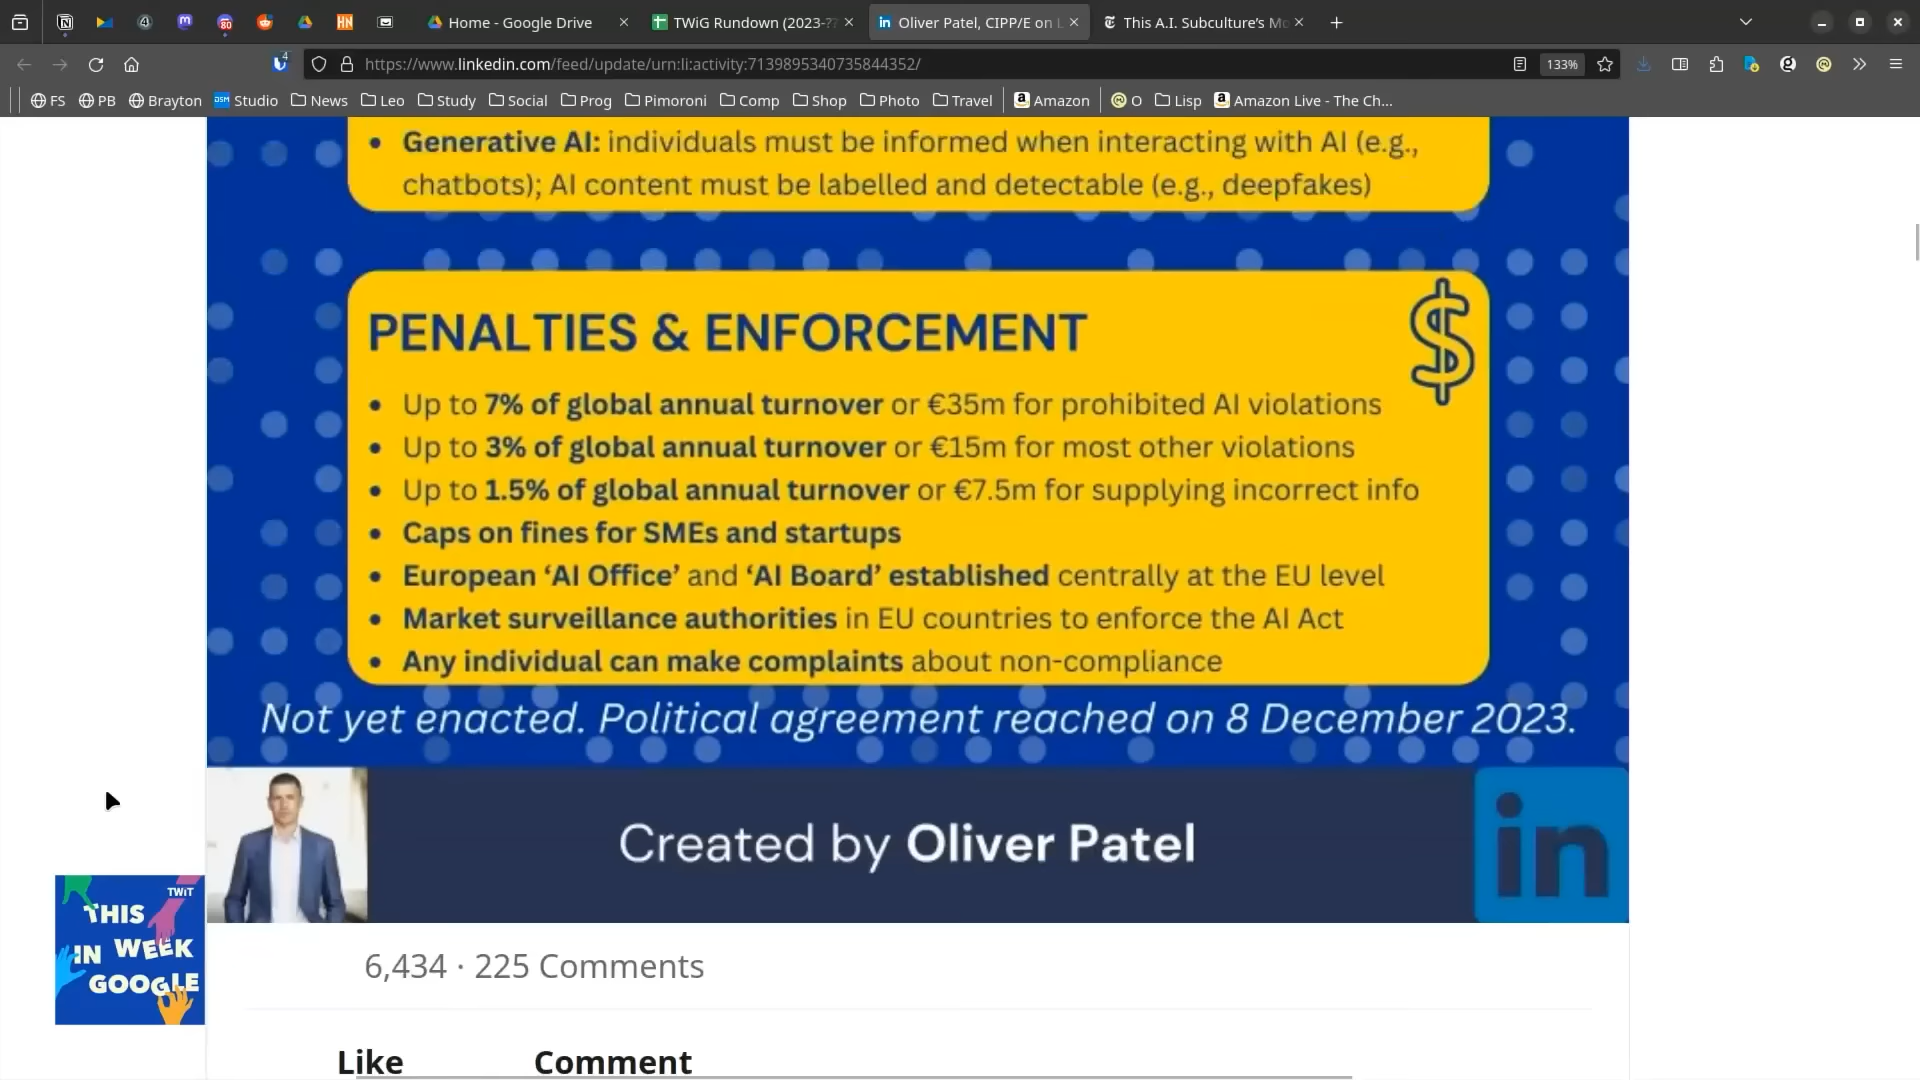 Home - Google Drive
TWiG Rundown (2023-??
Oliver Patel, CIPP/E on L
This A.I. Subculture's Mo
https://www.linkedin.com/feed/update/urn:li:activity:7139895340735844352/
133%
FS PB Brayton DSM Studio News Leo Study Social Prog Pimoroni Comp Shop Photo Travel Amazon O Lisp Amazon Live - The Ch...
Generative AI: individuals must be informed when interacting with AI (e.g.,
chatbots); AI content must be labelled and detectable (e.g., deepfakes)
PENALTIES & ENFORCEMENT
$
• Up to 7% of global annual turnover or €35m for prohibited AI violations
• Up to 3% of global annual turnover or €15m for most other violations
• Up to 1.5% of global annual turnover or €7.5m for supplying incorrect info
• Caps on fines for SMEs and startups
• European ‘AI Office’ and ‘AI Board’ established centrally at the EU level
• Market surveillance authorities in EU countries to enforce the AI Act
• Any individual can make complaints about non-compliance
Not yet enacted. Political agreement reached on 8 December 2023.
Created by Oliver Patel
in
TWiT
THIS
IN WEEK
GOOGLE
6,434 · 225 Comments
Like Comment